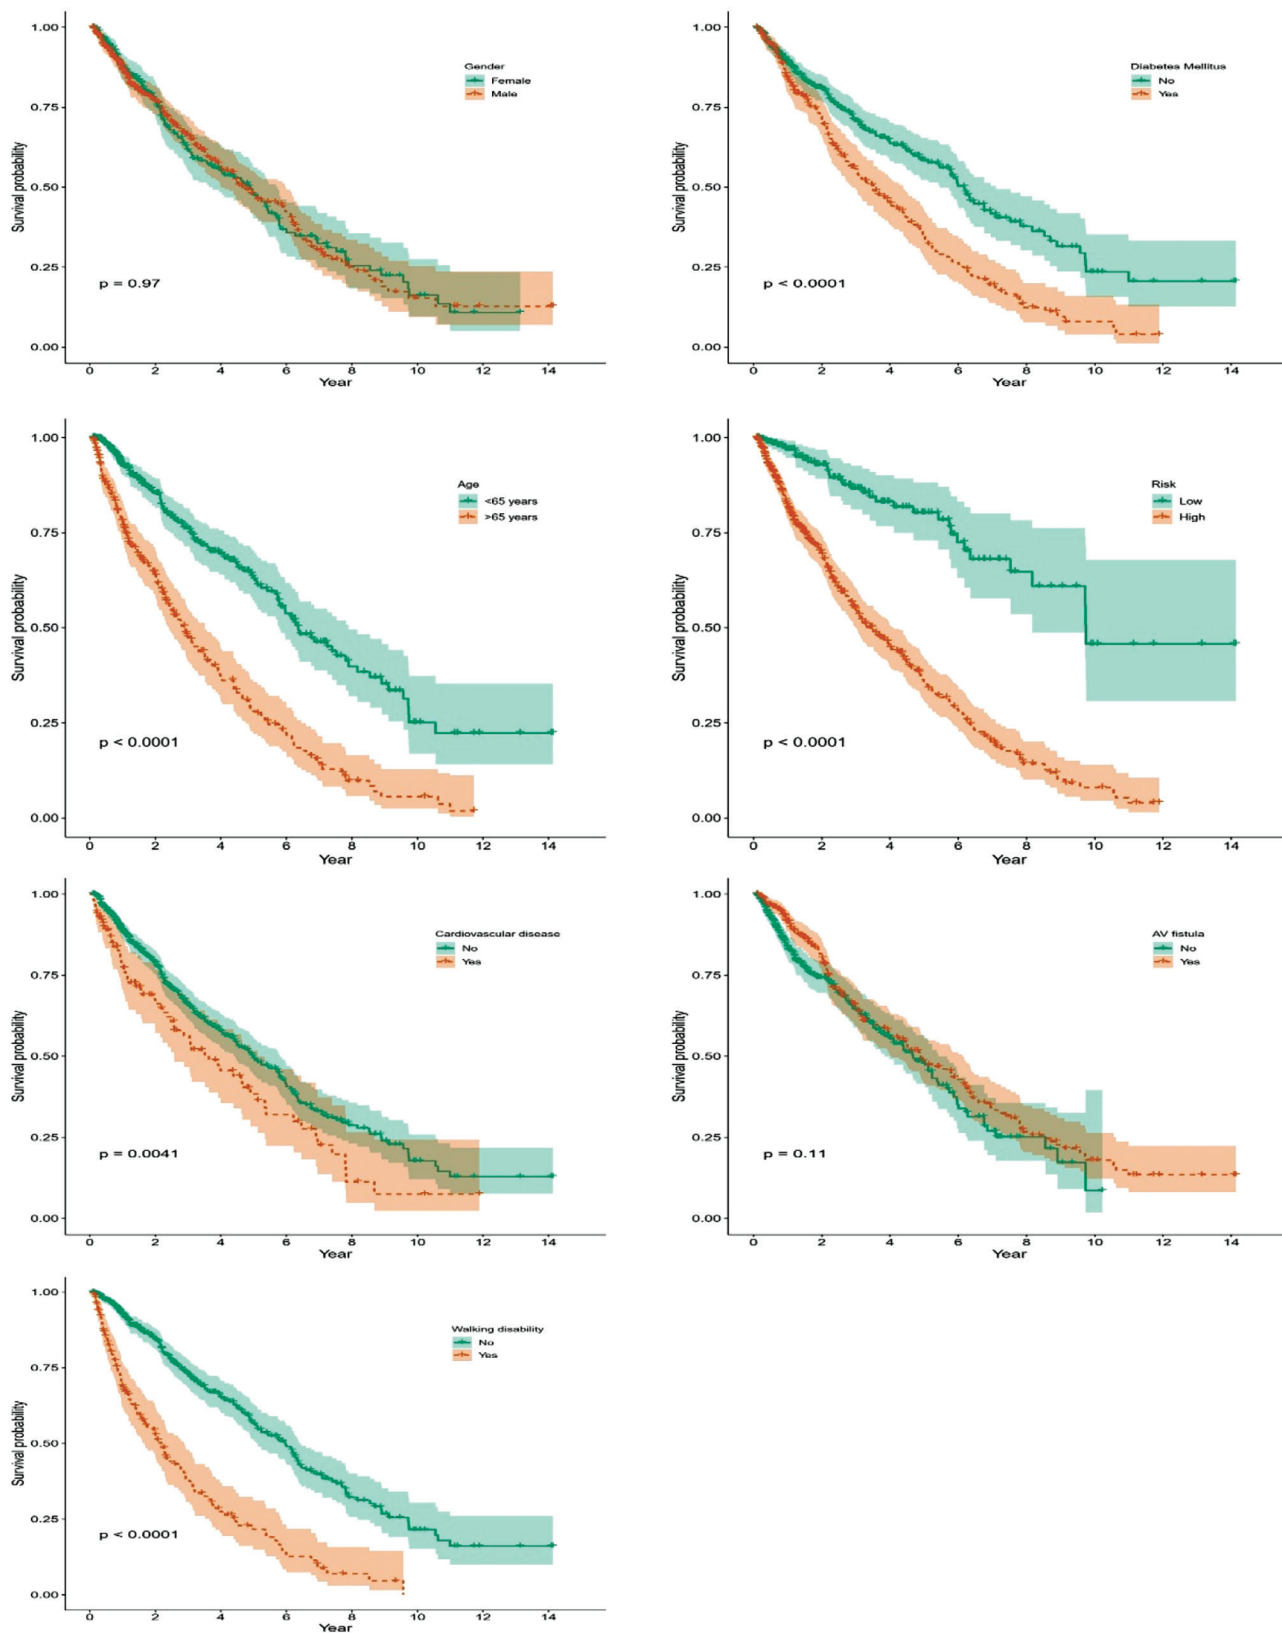 Gender
Female
Male
1.00
0.75
0.50
0.25
0.00
Survival probability
p = 0.97
0 2 4 6 8 10 12 14
Year
Diabetes Mellitus
No
Yes
1.00
0.75
0.50
0.25
0.00
Survival probability
p < 0.0001
0 2 4 6 8 10 12 14
Year
Age
<65 years
>65 years
1.00
0.75
0.50
0.25
0.00
Survival probability
p < 0.0001
0 2 4 6 8 10 12 14
Year
Risk
Low
High
1.00
0.75
0.50
0.25
0.00
Survival probability
p < 0.0001
0 2 4 6 8 10 12 14
Year
Cardiovascular disease
No
Yes
1.00
0.75
0.50
0.25
0.00
Survival probability
p = 0.0041
0 2 4 6 8 10 12 14
Year
AV fistula
No
Yes
1.00
0.75
0.50
0.25
0.00
Survival probability
p = 0.11
0 2 4 6 8 10 12 14
Year
Walking disability
No
Yes
1.00
0.75
0.50
0.25
0.00
Survival probability
p < 0.0001
0 2 4 6 8 10 12 14
Year